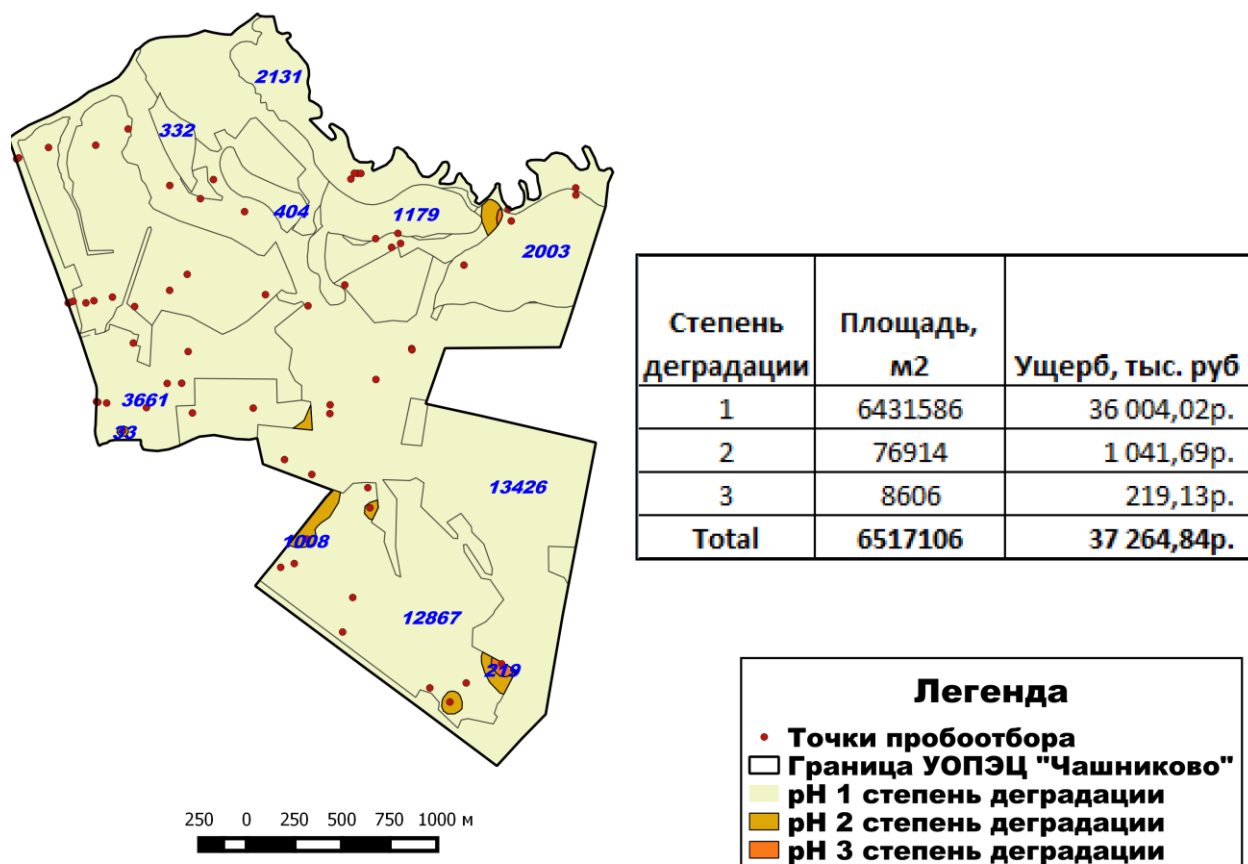 2131
332
404
1179
2003
3661
33
13426
1008
12867
219
250 0 250 500 750 1000 м
Степень деградации Площадь, м2 Ущерб, тыс. руб
1 6431586 36 004,02р.
2 76914 1 041,69р.
3 8606 219,13р.
Total 6517106 37 264,84р.
Легенда
Точки пробоотбора
Граница УОПЭЦ "Чашниково"
pH 1 степень деградации
pH 2 степень деградации
pH 3 степень деградации